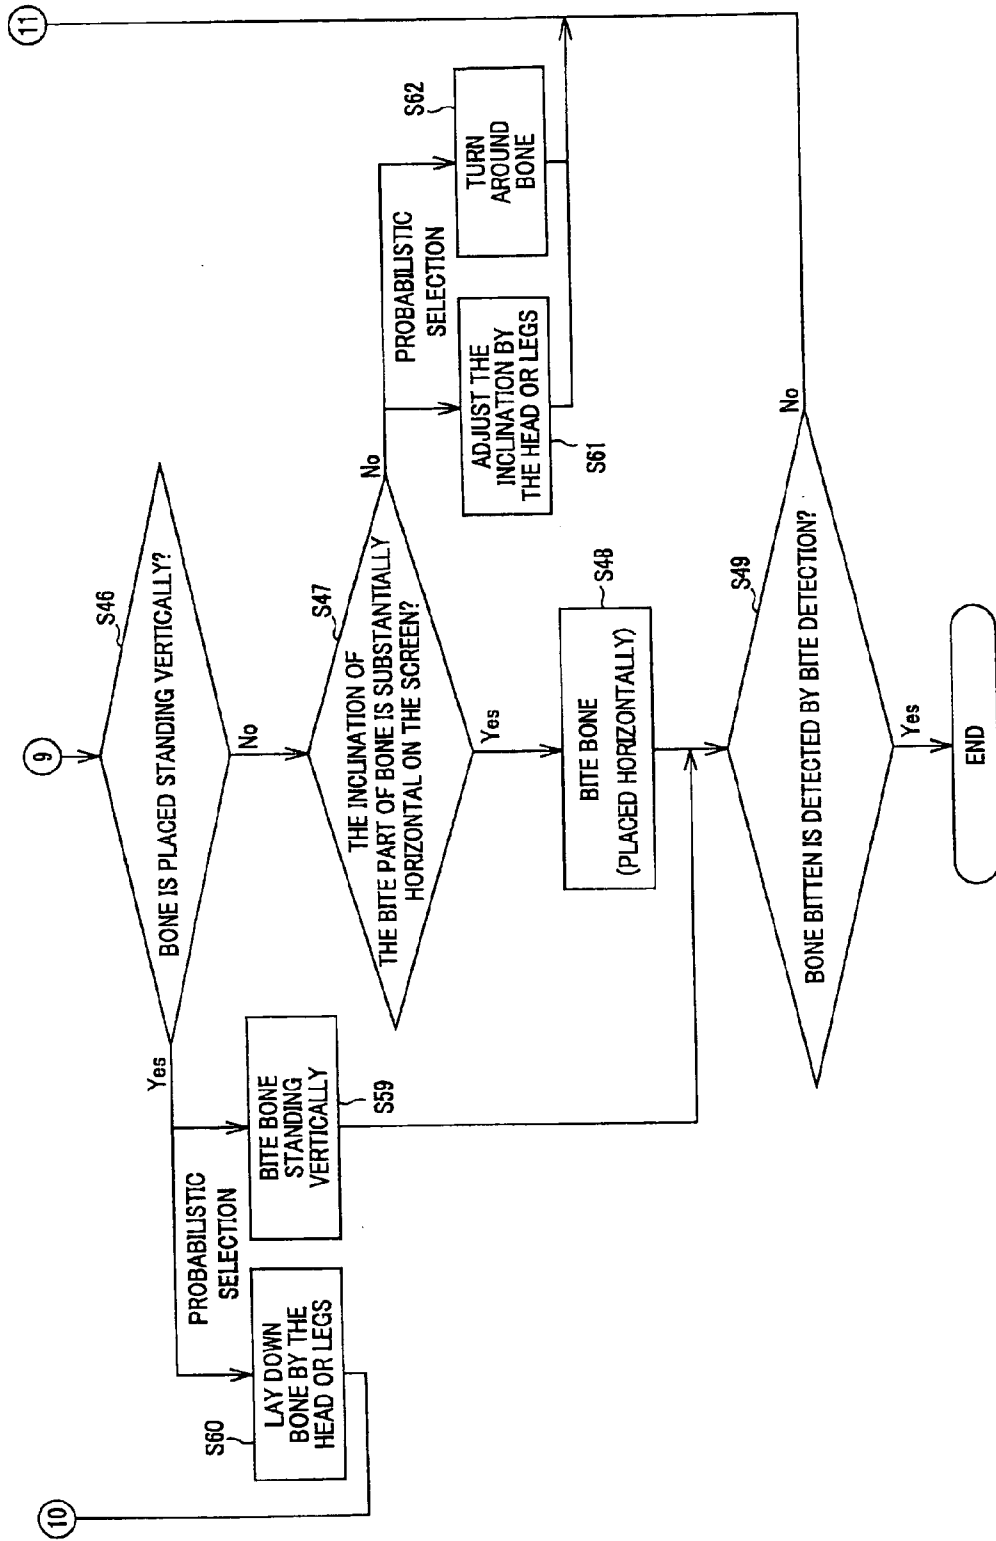 9
BONE IS PLACED STANDING VERTICALLY?
S46
Yes
No
PROBABILISTIC
SELECTION
LAY DOWN
BONE BY THE
HEAD OR LEGS
S60
10
BITE BONE
STANDING
VERTICALLY
S59
THE INCLINATION OF
THE BITE PART OF BONE IS SUBSTANTIALLY
HORIZONTAL ON THE SCREEN?
S47
No
Yes
PROBABILISTIC
SELECTION
ADJUST THE
INCLINATION BY
THE HEAD OR LEGS
S61
TURN
AROUND
BONE
S62
11
BITE BONE
(PLACED HORIZONTALLY)
S48
BONE BITTEN IS DETECTED BY BITE DETECTION?
S49
No
Yes
END